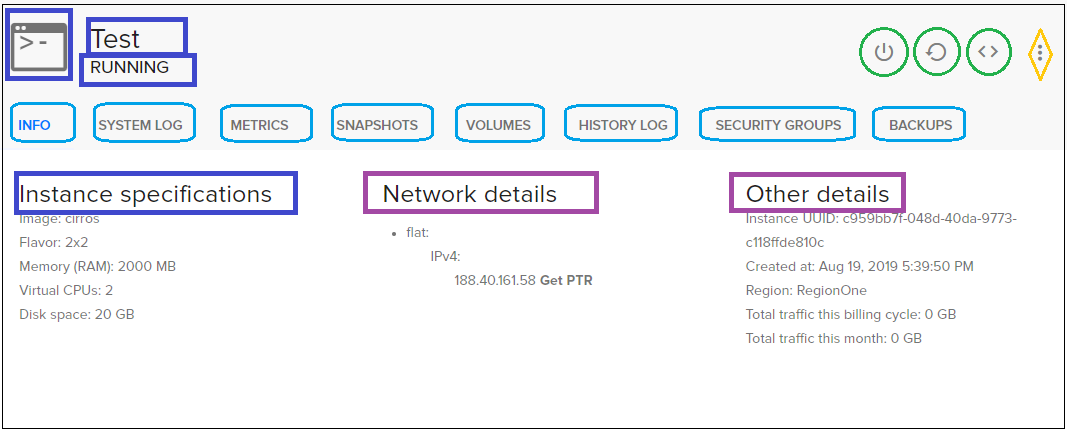 Test
RUNNING
INFO SYSTEM LOG METRICS SNAPSHOTS VOLUMES HISTORY LOG SECURITY GROUPS BACKUPS
Instance specifications
Image: cirros
Flavor: 2x2
Memory (RAM): 2000 MB
Virtual CPUs: 2
Disk space: 20 GB
Network details
• flat:
IPv4:
188.40.161.58 Get PTR
Other details
Instance UUID: c959bb7f-048d-40da-9773-
c118ffde810c
Created at: Aug 19, 2019 5:39:50 PM
Region: RegionOne
Total traffic this billing cycle: 0 GB
Total traffic this month: 0 GB